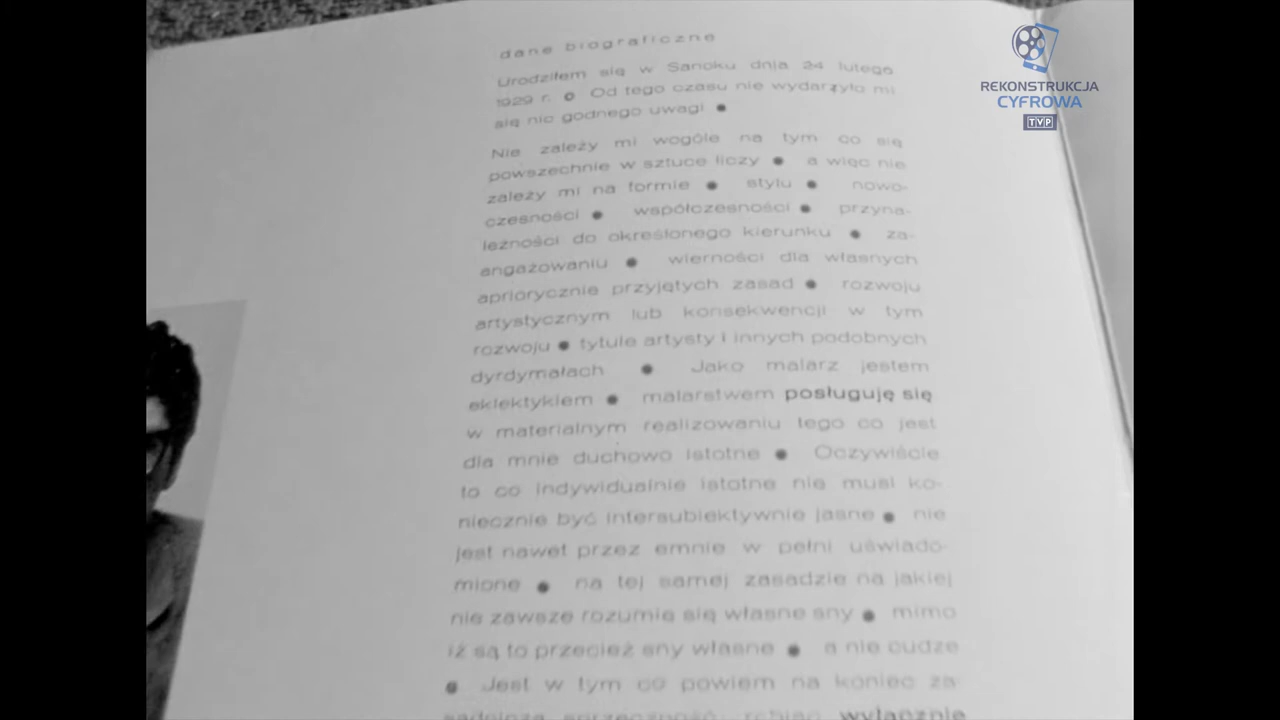 dane biograficzne
Urodziłem się w Sanoku dnia 24 lutego
1929 r. ● Od tego czasu nie wydarzyło mi
się nic godnego uwagi ●
Nie zależy mi wogóle na tym co się
powszechnie w sztuce liczy ● a więc nie
zależy mi na formie ● stylu ● nowo-
czesności ● współczesności ● przyna-
leżności do określonego kierunku ● za-
angażowaniu ● wierności dla własnych
apriorycznie przyjętych zasad ● rozwoju
artystycznym lub konsekwencji w tym
rozwoju ● tytule artysty i innych podobnych
dyrdymałach ● Jako malarz jestem
eklektykiem ● malarstwem posługuję się
w materialnym realizowaniu tego co jest
dla mnie duchowo istotne ● Oczywiście
to co indywidualnie istotne nie musi ko-
niecznie być intersubiektywnie jasne ● nie
jest nawet przez emnie w pełni uświado-
mione ● na tej samej zasadzie na jakiej
nie zawsze rozumie się własne sny ● mimo
iż są to przecież sny własne ● a nie cudze
● Jest w tym co powiem na koniec za-
sadnicza sprzeczność, robiąc wyłącznie
REKONSTRUKCJA
CYFROWA
TVP